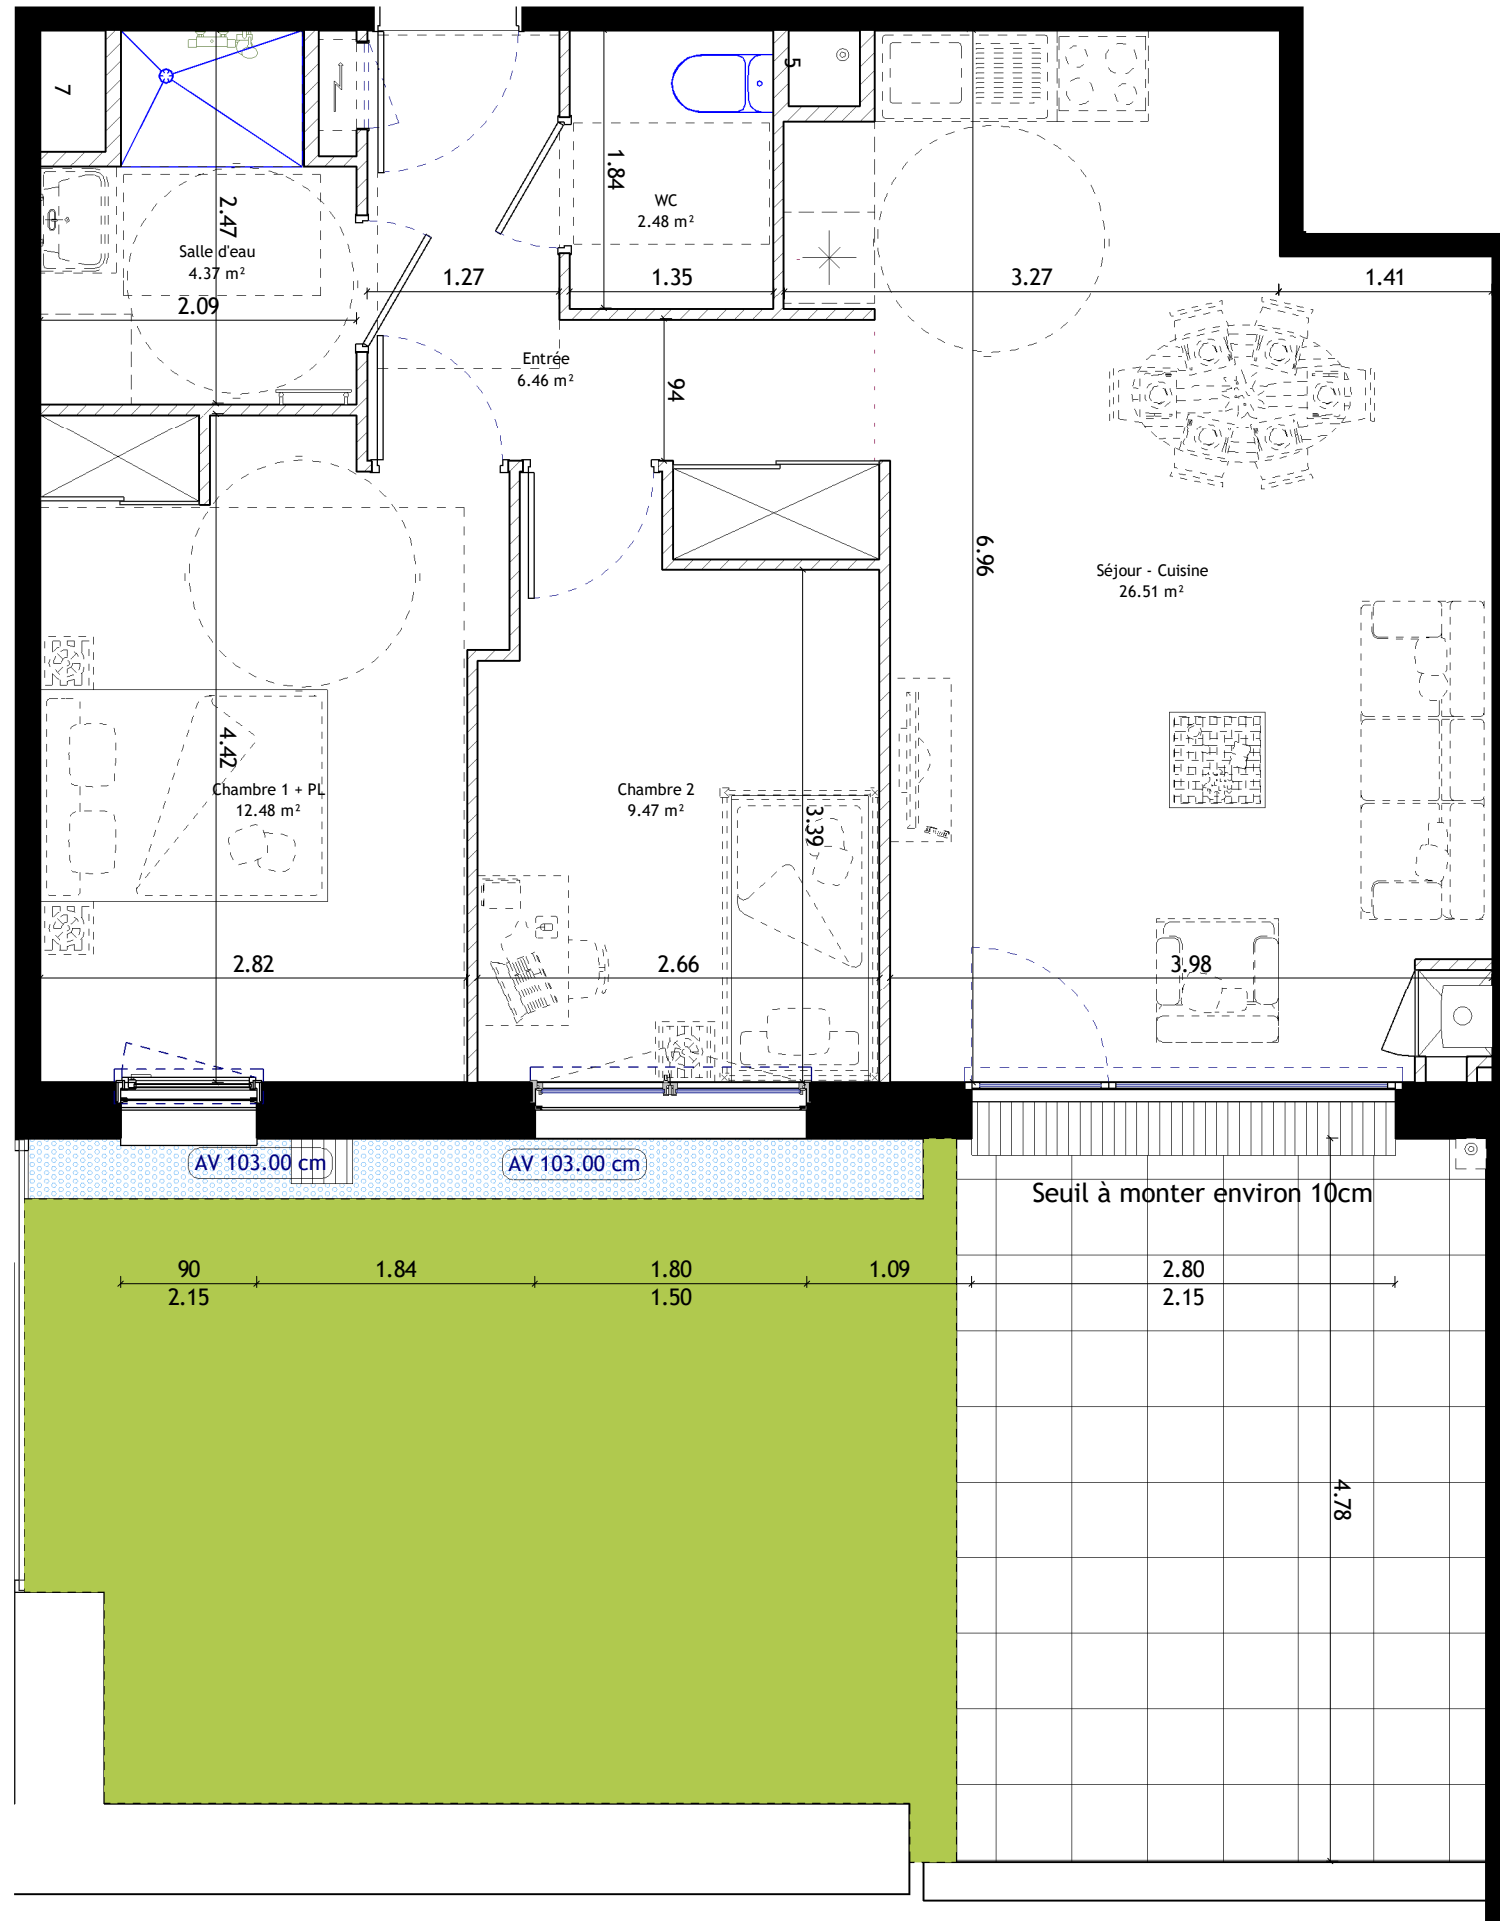 7
5
1.84
WC
2.48 m²
2.47
Salle d'eau
4.37 m²
2.09
1.27
1.35
3.27
1.41
Entrée
6.46 m²
94
6.96
Séjour - Cuisine
26.51 m²
4.42
Chambre 1 + PL
12.48 m²
Chambre 2
9.47 m²
3.39
2.82
2.66
3.98
AV 103.00 cm
AV 103.00 cm
Seuil à monter environ 10cm
90
1.84
1.80
1.09
2.80
2.15
1.50
2.15
4.78